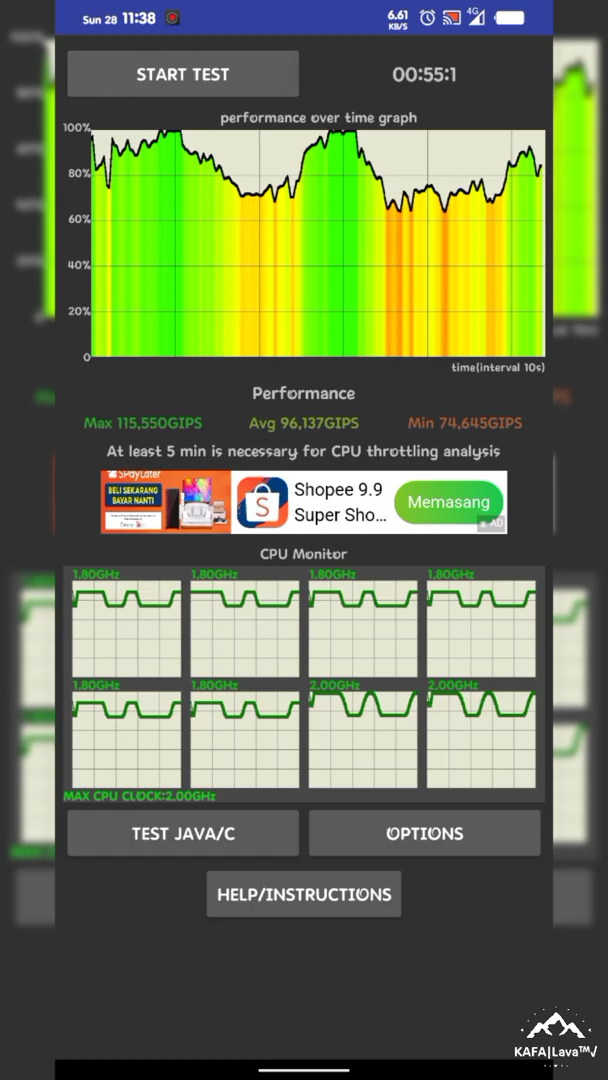 Sun 28 11:38
6.61
KB/S
4G
START TEST
00:55:1
performance over time graph
100%
80%
60%
40%
20%
0
time(interval 10s)
Performance
Max 115,550GIPS
Avg 96,137GIPS
Min 74,645GIPS
At least 5 min is necessary for CPU throttling analysis
SPayLater
BELI SEKARANG
BAYAR NANTI
Shopee 9.9
Super Sho...
Memasang
AD
CPU Monitor
1.80GHz 1.80GHz 1.80GHz 1.80GHz
1.80GHz 1.80GHz 2.00GHz 2.00GHz
MAX CPU CLOCK:2.00GHz
TEST JAVA/C
OPTIONS
HELP/INSTRUCTIONS
KAFA|Lava™√